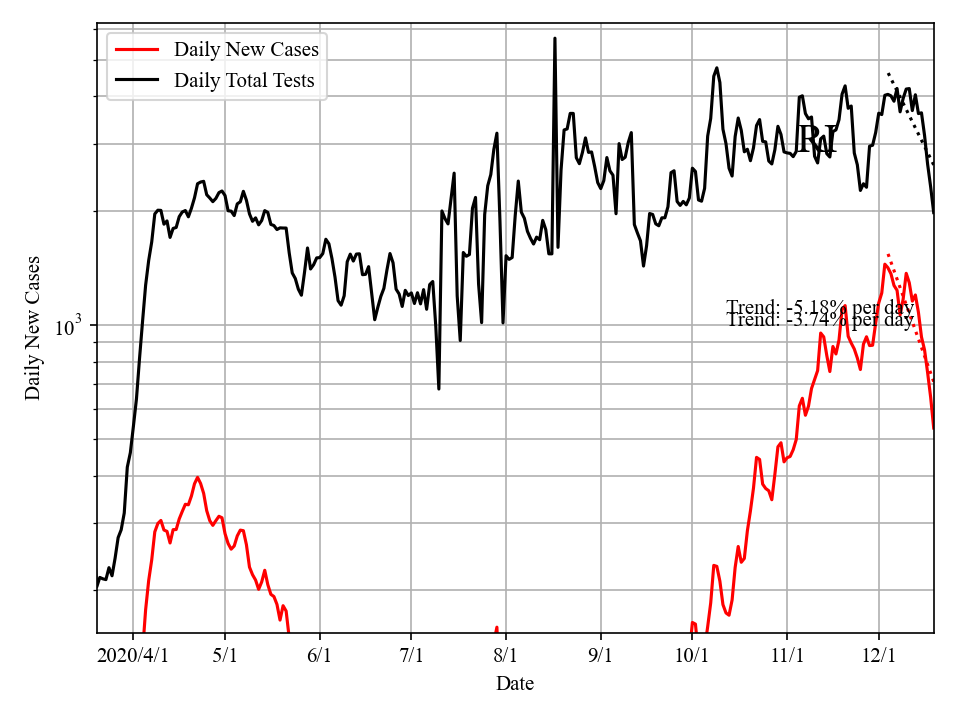 Daily New Cases
Daily Total Tests
RI
Trend: -5.18% per day
Trend: -3.74% per day
Daily New Cases
10³
2020/4/1 5/1 6/1 7/1 8/1 9/1 10/1 11/1 12/1
Date